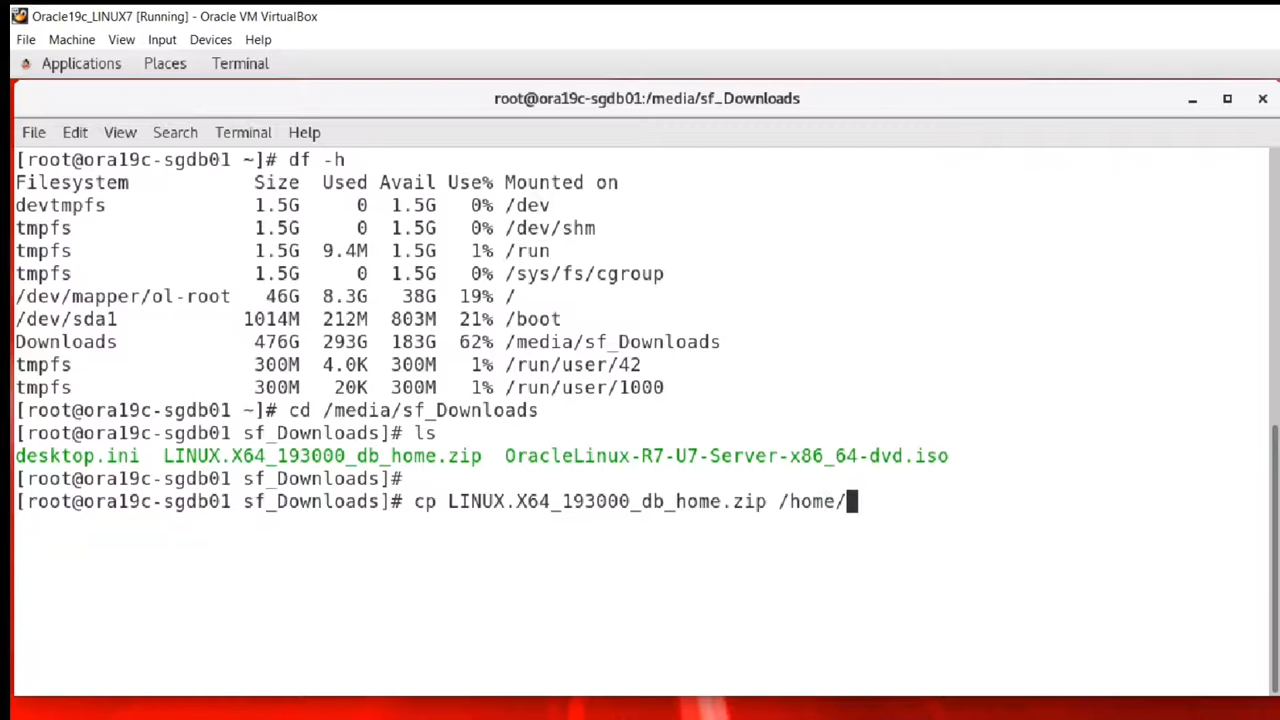 Oracle19c_LINUX7 [Running] - Oracle VM VirtualBox
File Machine View Input Devices Help
Applications Places Terminal
root@ora19c-sgdb01:/media/sf_Downloads
File Edit View Search Terminal Help
[root@ora19c-sgdb01 ~]# df -h
Filesystem Size Used Avail Use% Mounted on
devtmpfs 1.5G 0 1.5G 0% /dev
tmpfs 1.5G 0 1.5G 0% /dev/shm
tmpfs 1.5G 9.4M 1.5G 1% /run
tmpfs 1.5G 0 1.5G 0% /sys/fs/cgroup
/dev/mapper/ol-root 46G 8.3G 38G 19% /
/dev/sda1 1014M 212M 803M 21% /boot
Downloads 476G 293G 183G 62% /media/sf_Downloads
tmpfs 300M 4.0K 300M 1% /run/user/42
tmpfs 300M 20K 300M 1% /run/user/1000
[root@ora19c-sgdb01 ~]# cd /media/sf_Downloads
[root@ora19c-sgdb01 sf_Downloads]# ls
desktop.ini LINUX.X64_193000_db_home.zip OracleLinux-R7-U7-Server-x86_64-dvd.iso
[root@ora19c-sgdb01 sf_Downloads]#
[root@ora19c-sgdb01 sf_Downloads]# cp LINUX.X64_193000_db_home.zip /home/